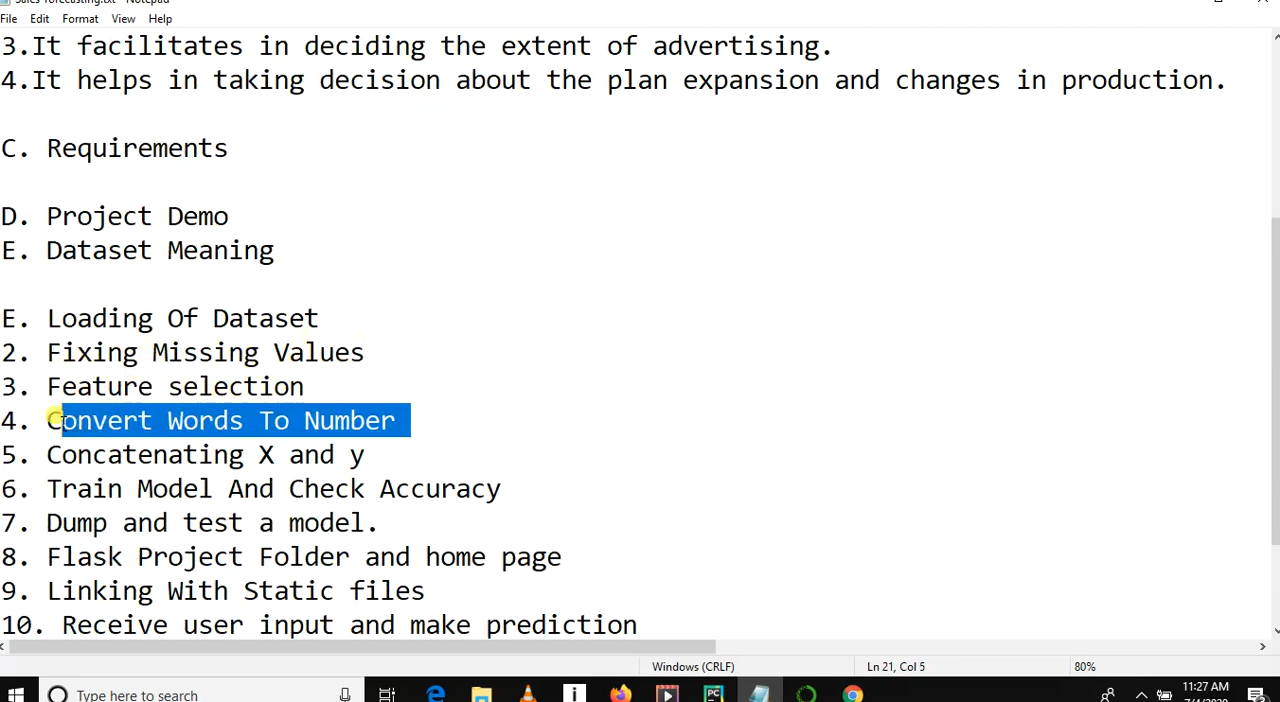 Sales forecasting.txt - Notepad
File Edit Format View Help
3.It facilitates in deciding the extent of advertising.
4.It helps in taking decision about the plan expansion and changes in production.
C. Requirements
D. Project Demo
E. Dataset Meaning
E. Loading Of Dataset
2. Fixing Missing Values
3. Feature selection
4. Convert Words To Number
5. Concatenating X and y
6. Train Model And Check Accuracy
7. Dump and test a model.
8. Flask Project Folder and home page
9. Linking With Static files
10. Receive user input and make prediction
Windows (CRLF) Ln 21, Col 5 80%
Type here to search
11:27 AM